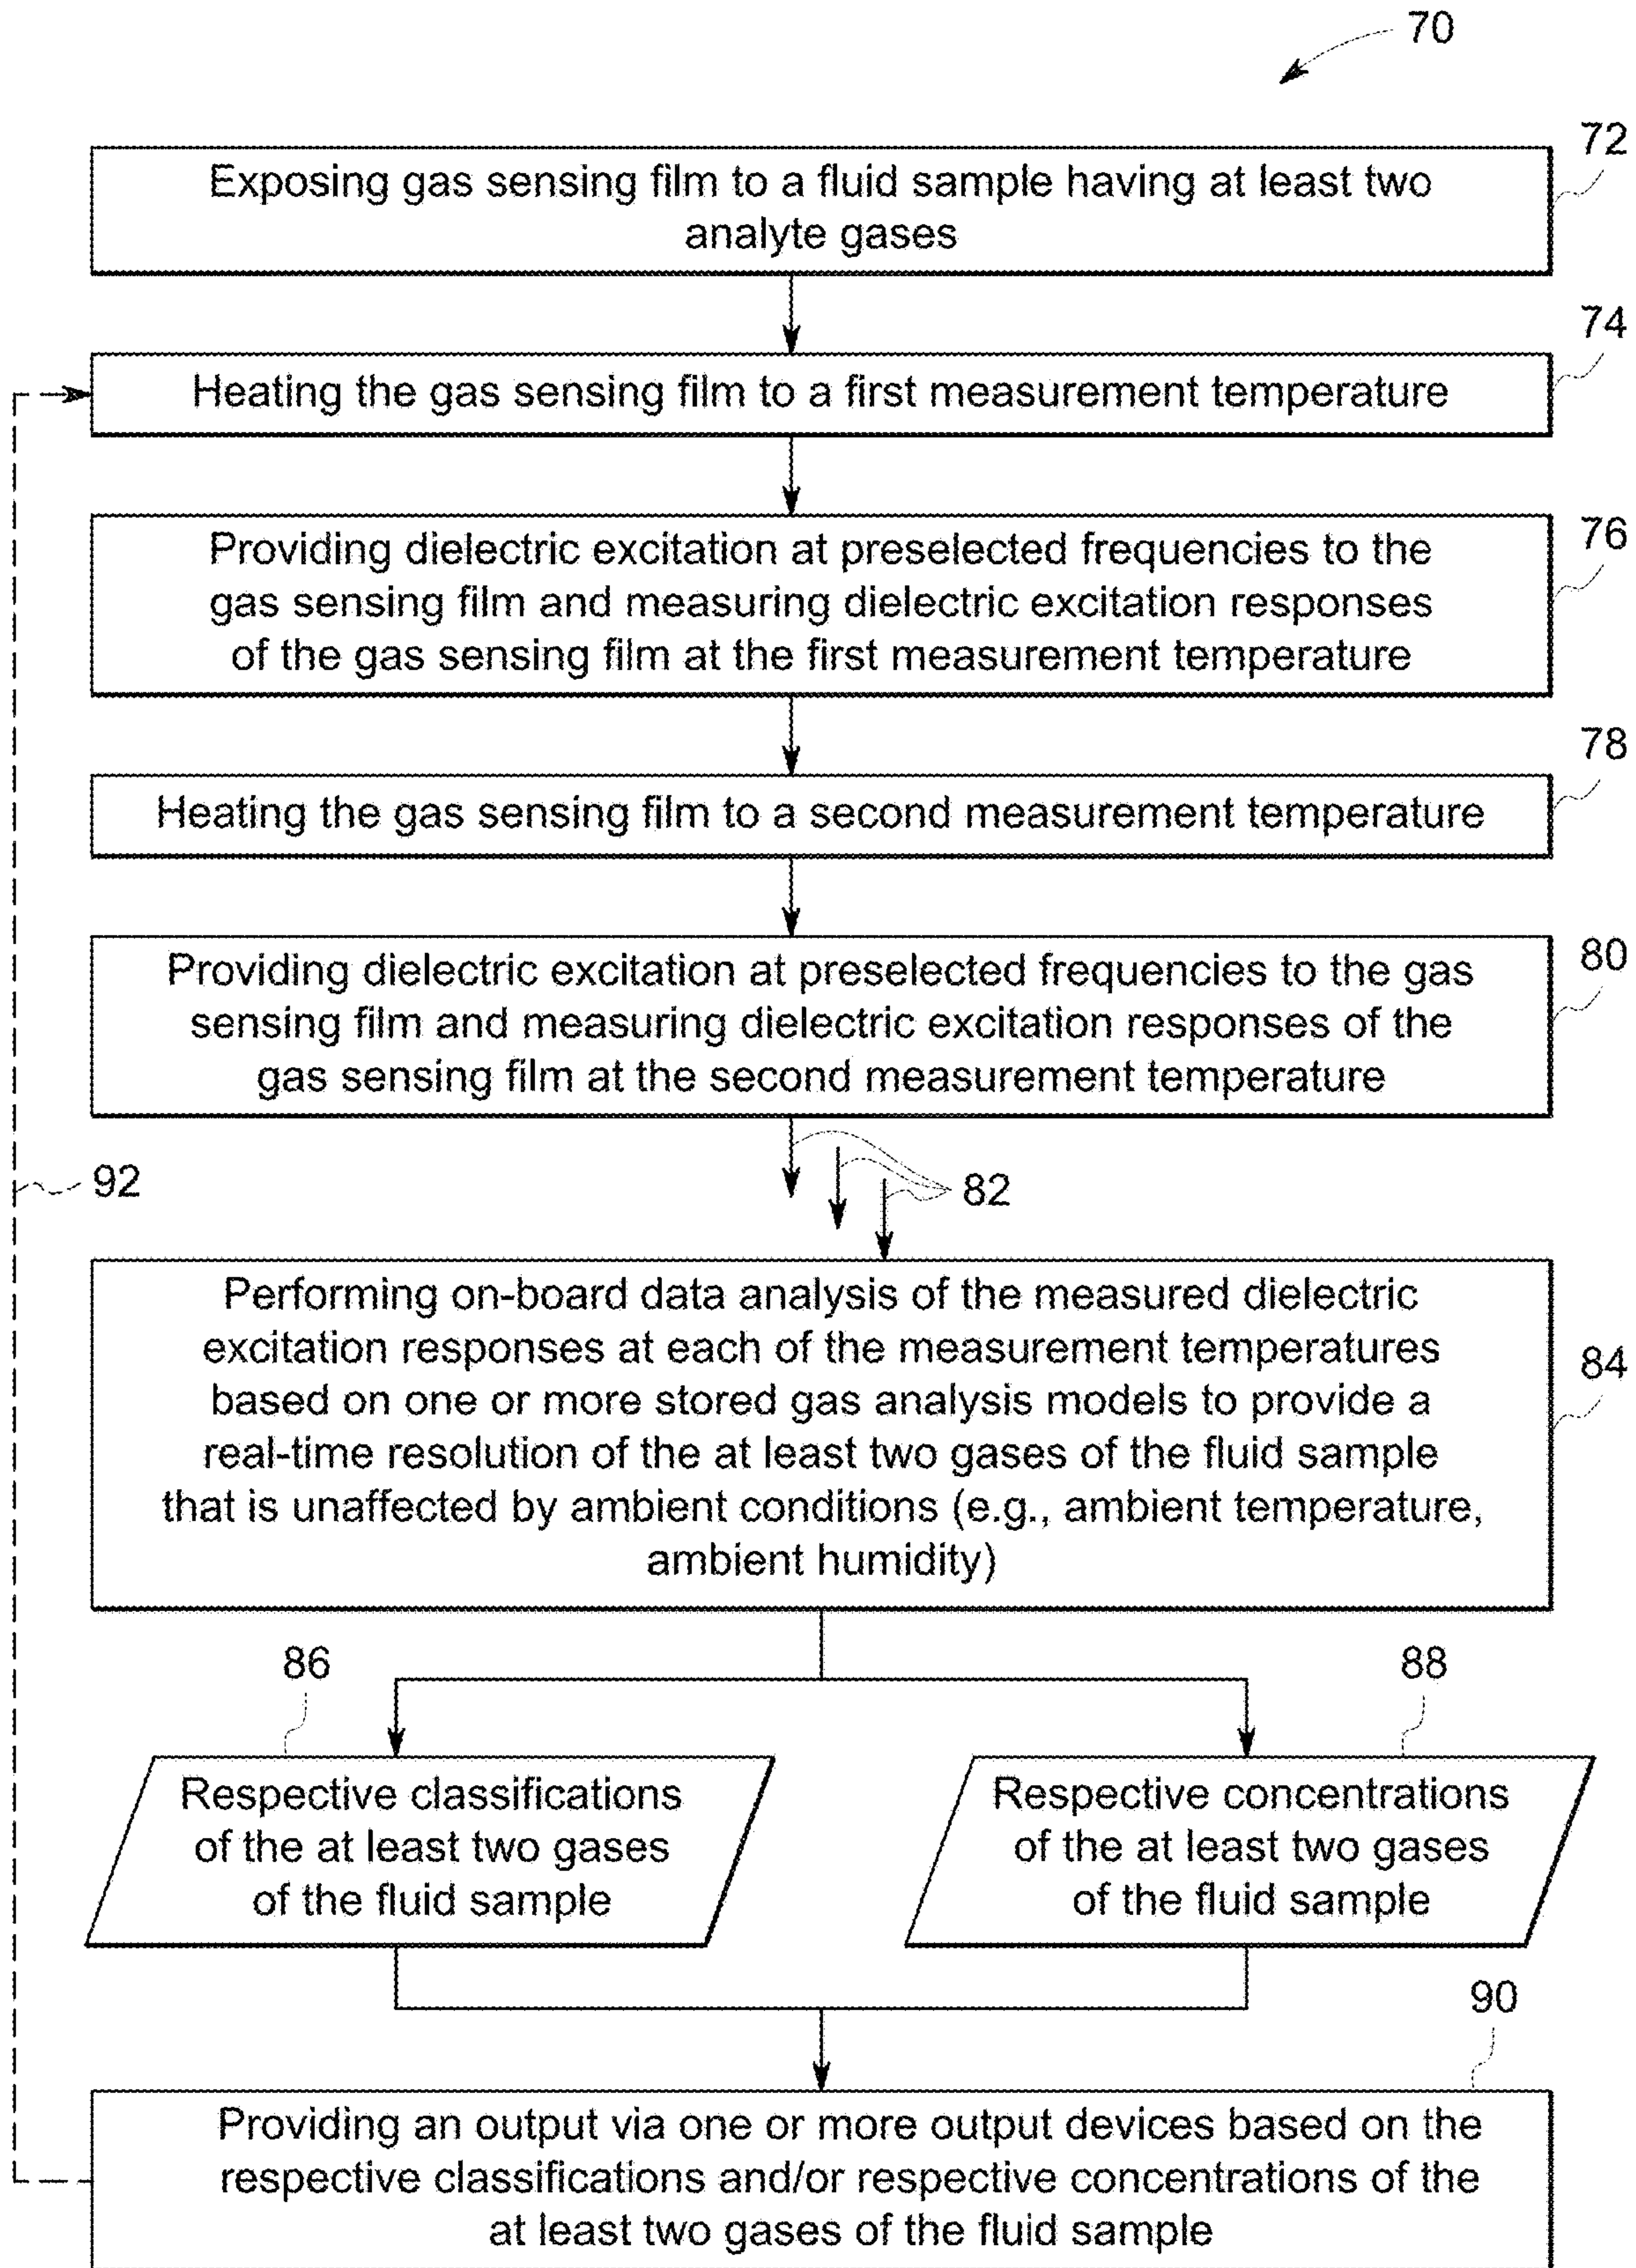 70
72
Exposing gas sensing film to a fluid sample having at least two
analyte gases
74
Heating the gas sensing film to a first measurement temperature
76
Providing dielectric excitation at preselected frequencies to the
gas sensing film and measuring dielectric excitation responses
of the gas sensing film at the first measurement temperature
78
Heating the gas sensing film to a second measurement temperature
80
Providing dielectric excitation at preselected frequencies to the gas
sensing film and measuring dielectric excitation responses of the
gas sensing film at the second measurement temperature
92
82
Performing on-board data analysis of the measured dielectric
excitation responses at each of the measurement temperatures
based on one or more stored gas analysis models to provide a
real-time resolution of the at least two gases of the fluid sample
that is unaffected by ambient conditions (e.g., ambient temperature,
ambient humidity)
84
86
Respective classifications
of the at least two gases
of the fluid sample
88
Respective concentrations
of the at least two gases
of the fluid sample
90
Providing an output via one or more output devices based on the
respective classifications and/or respective concentrations of the
at least two gases of the fluid sample